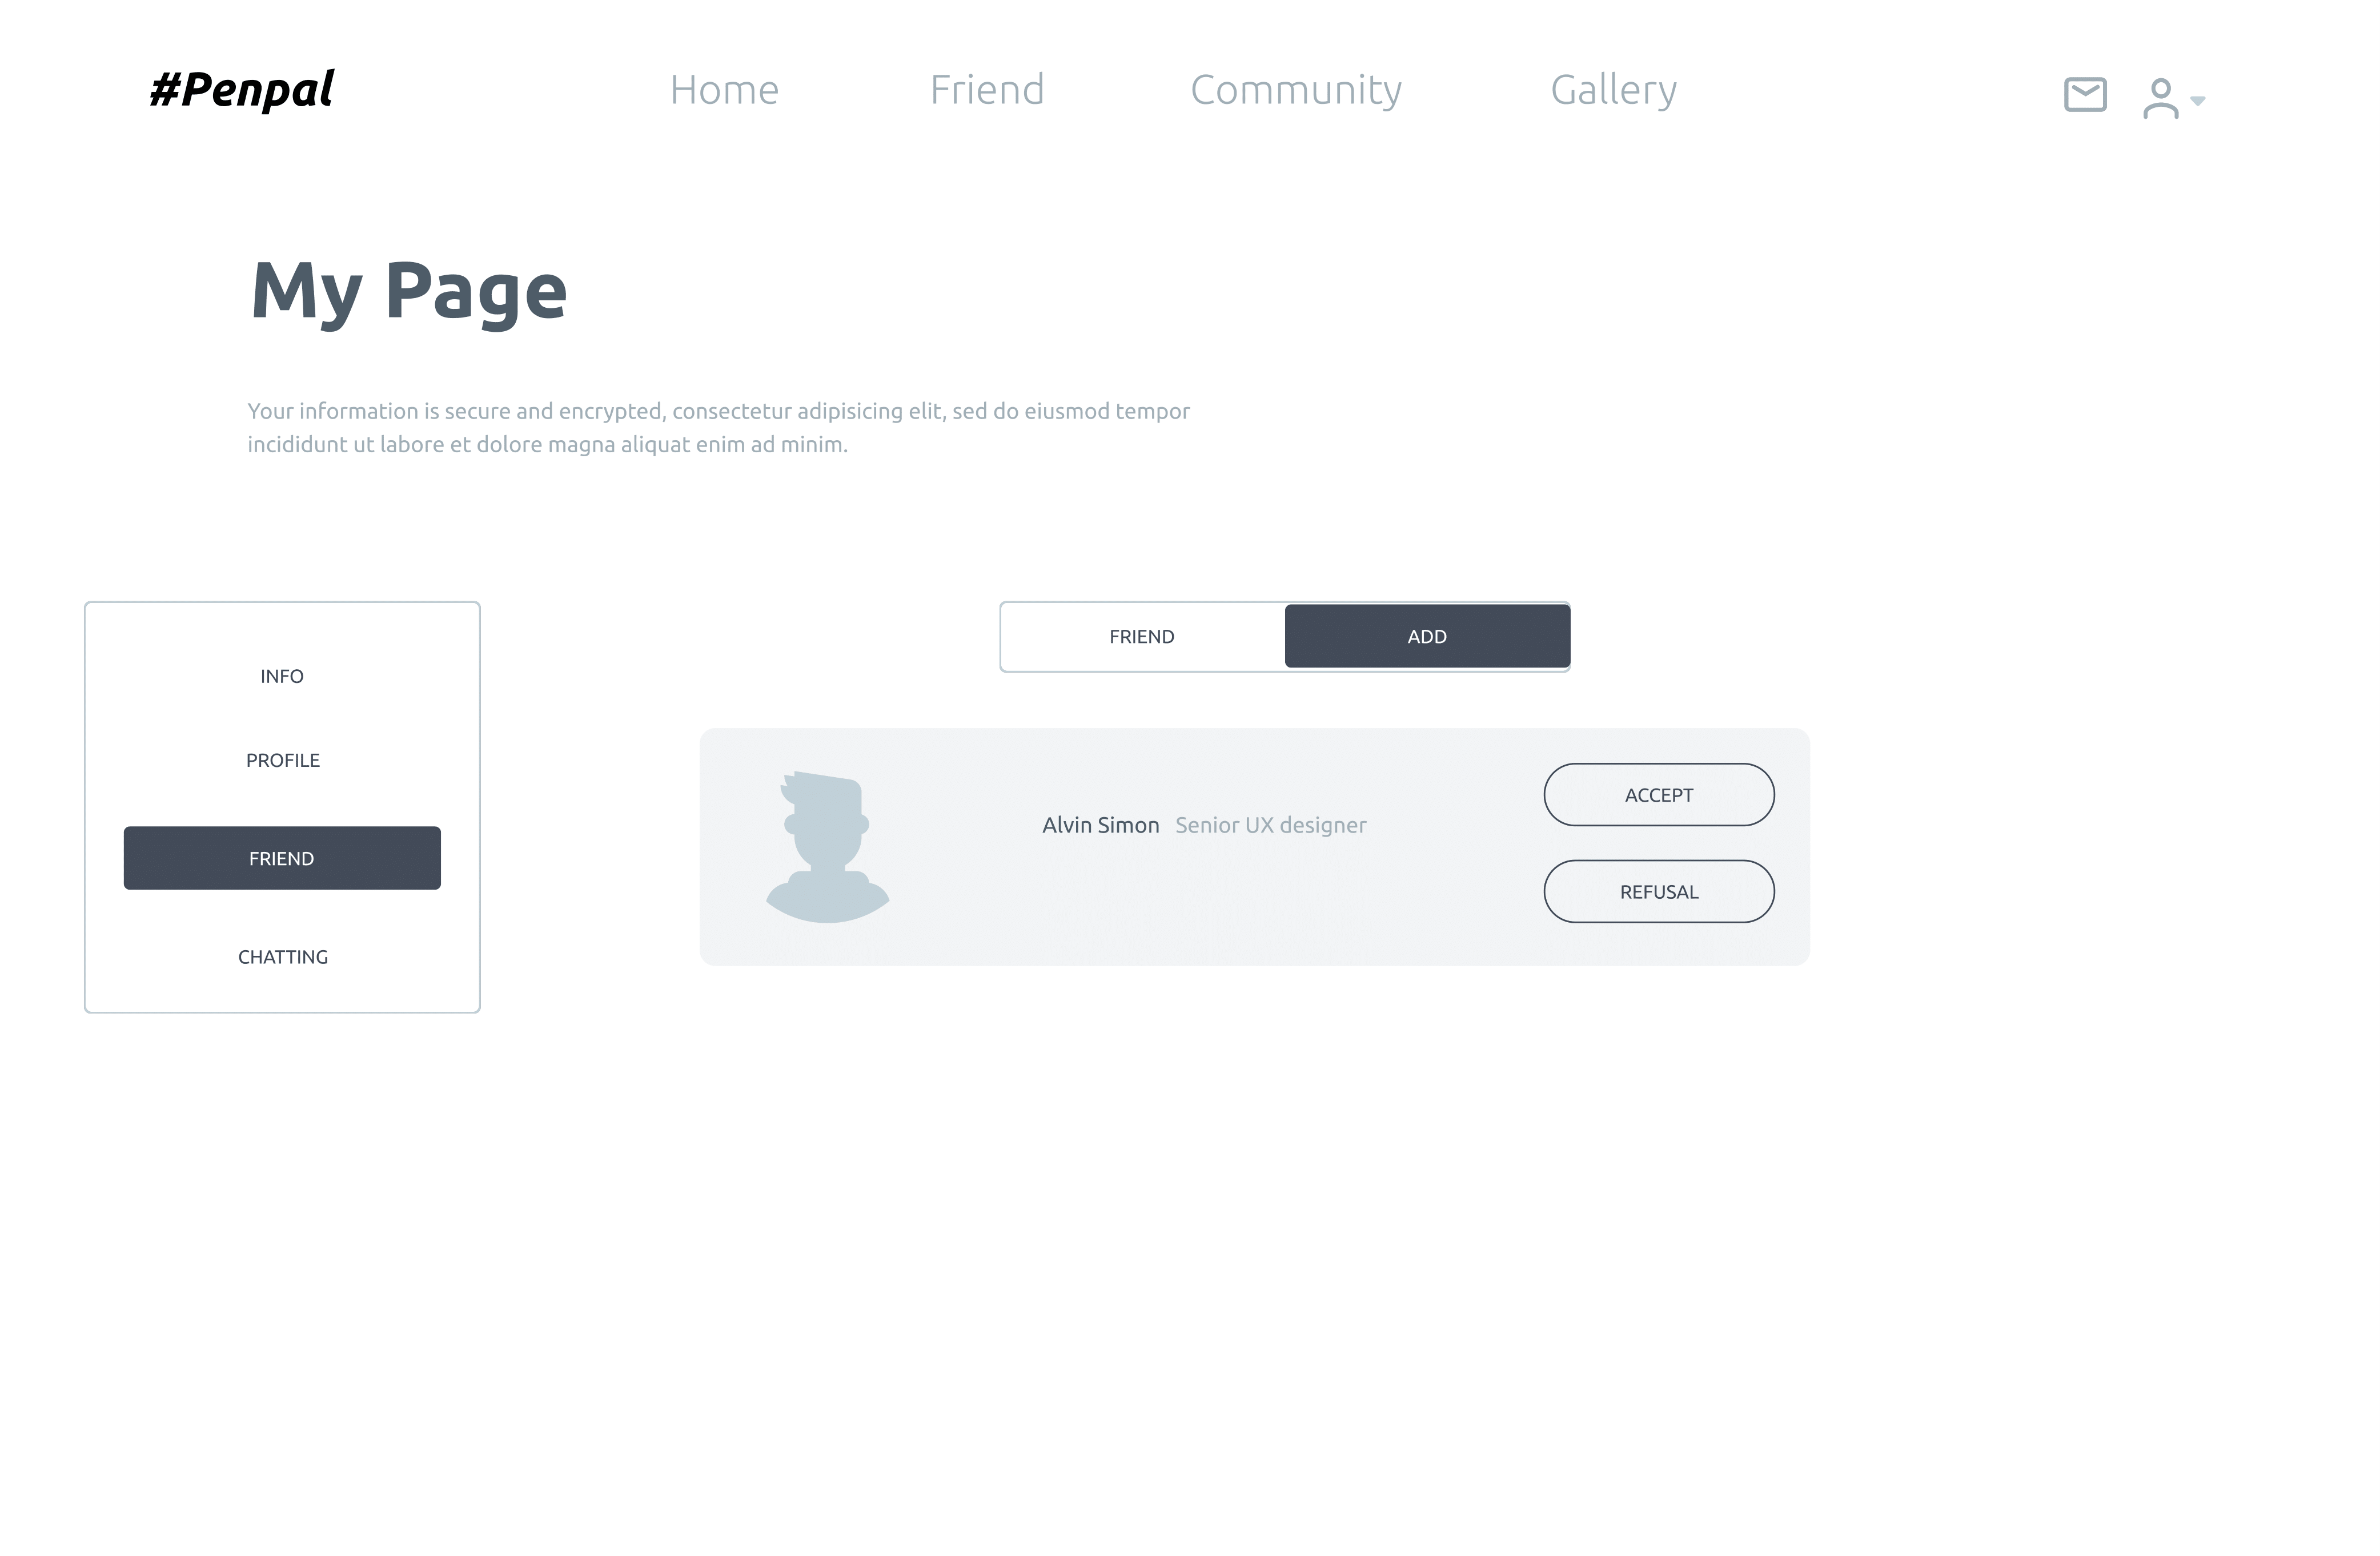 #Penpal
Home
Friend
Community
Gallery
My Page
Your information is secure and encrypted, consectetur adipisicing elit, sed do eiusmod tempor
incididunt ut labore et dolore magna aliquat enim ad minim.
INFO
PROFILE
FRIEND
CHATTING
FRIEND
ADD
Alvin Simon Senior UX designer
ACCEPT
REFUSAL